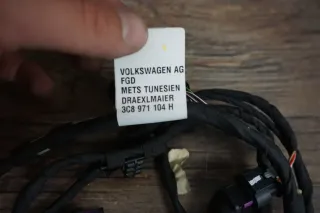 VOLKSWAGEN AG
FGD
METS TUNESIEN
DRAEXLMAIER
3C8 971 104 H